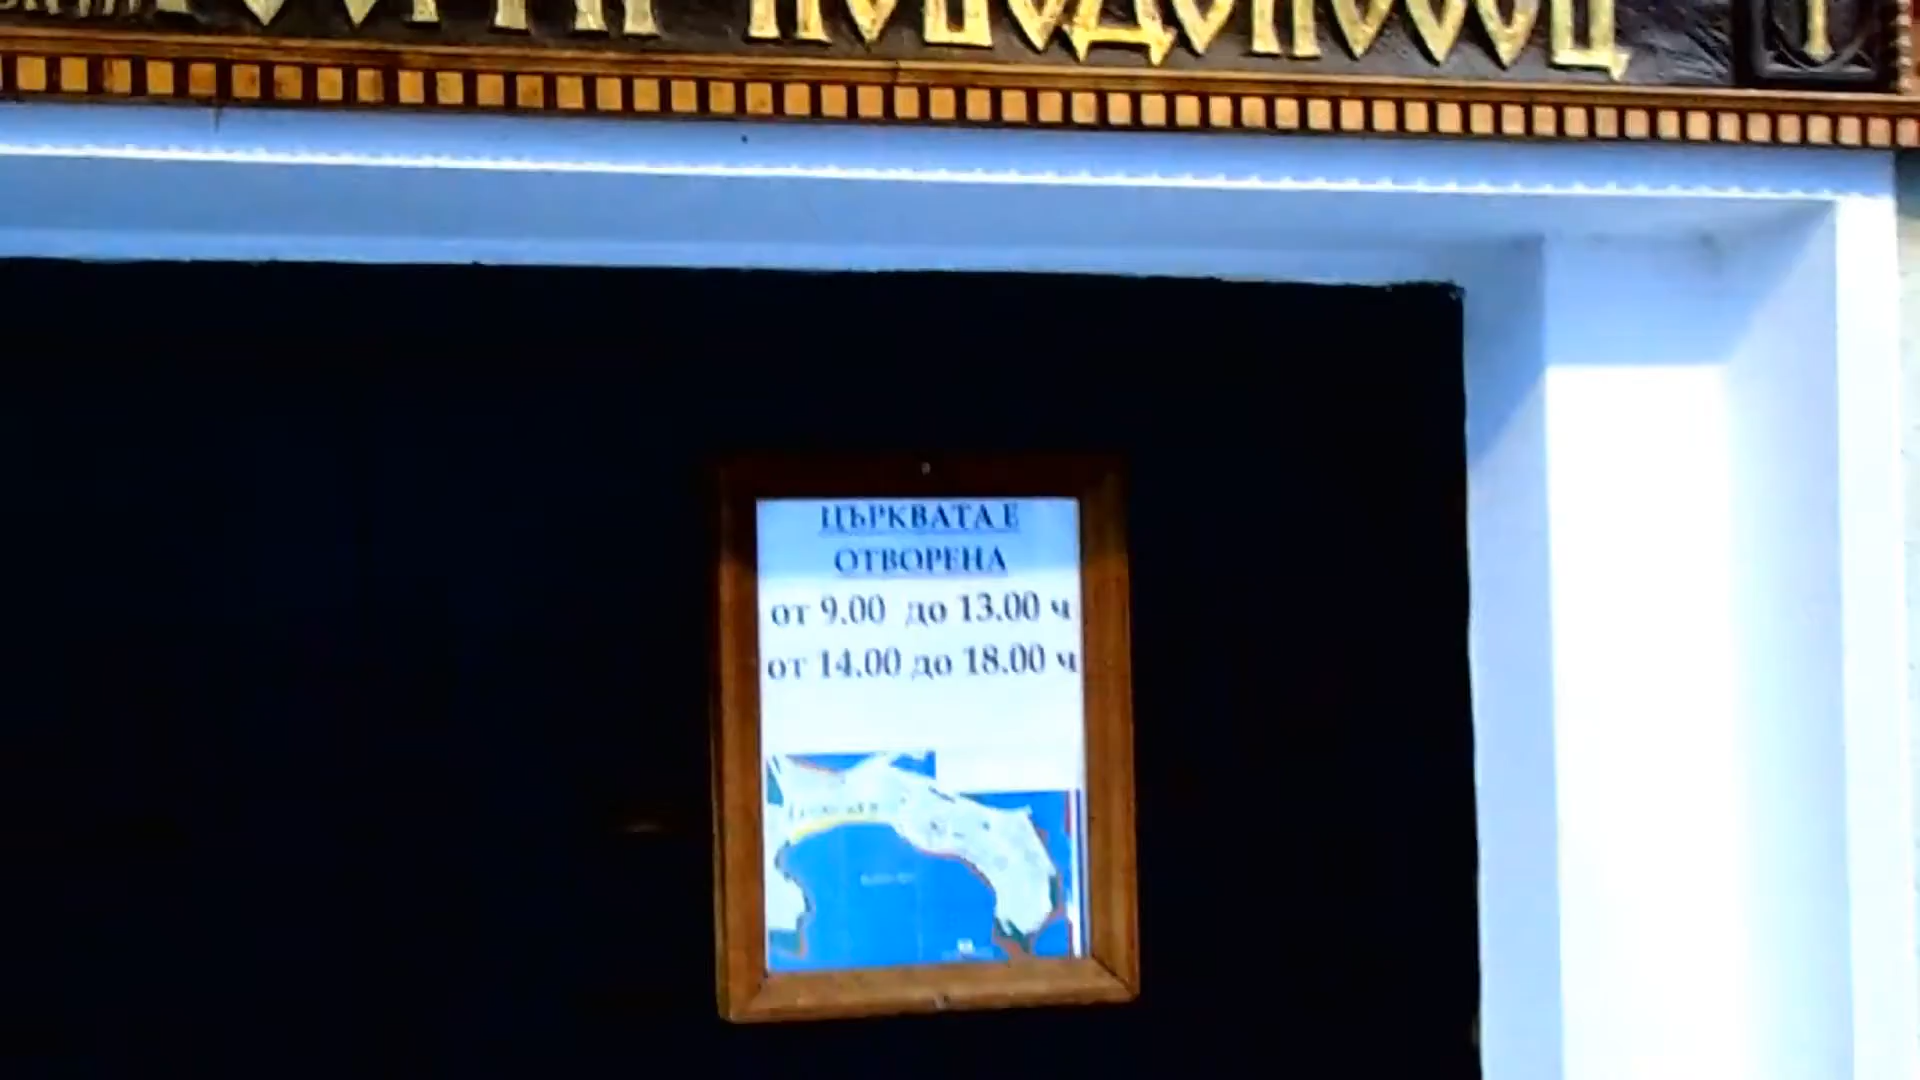 ПОБЕДОНОСЕЦ
ЦЪРКВАТА Е
ОТВОРЕНА
от 9.00 до 13.00 ч
от 14.00 до 18.00 ч